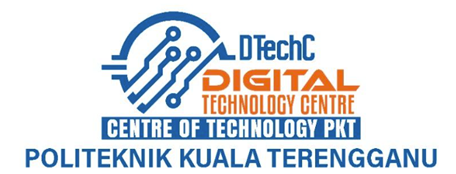 DTechC
DIGITAL
TECHNOLOGY CENTRE
CENTRE OF TECHNOLOGY PKT
POLITEKNIK KUALA TERENGGANU